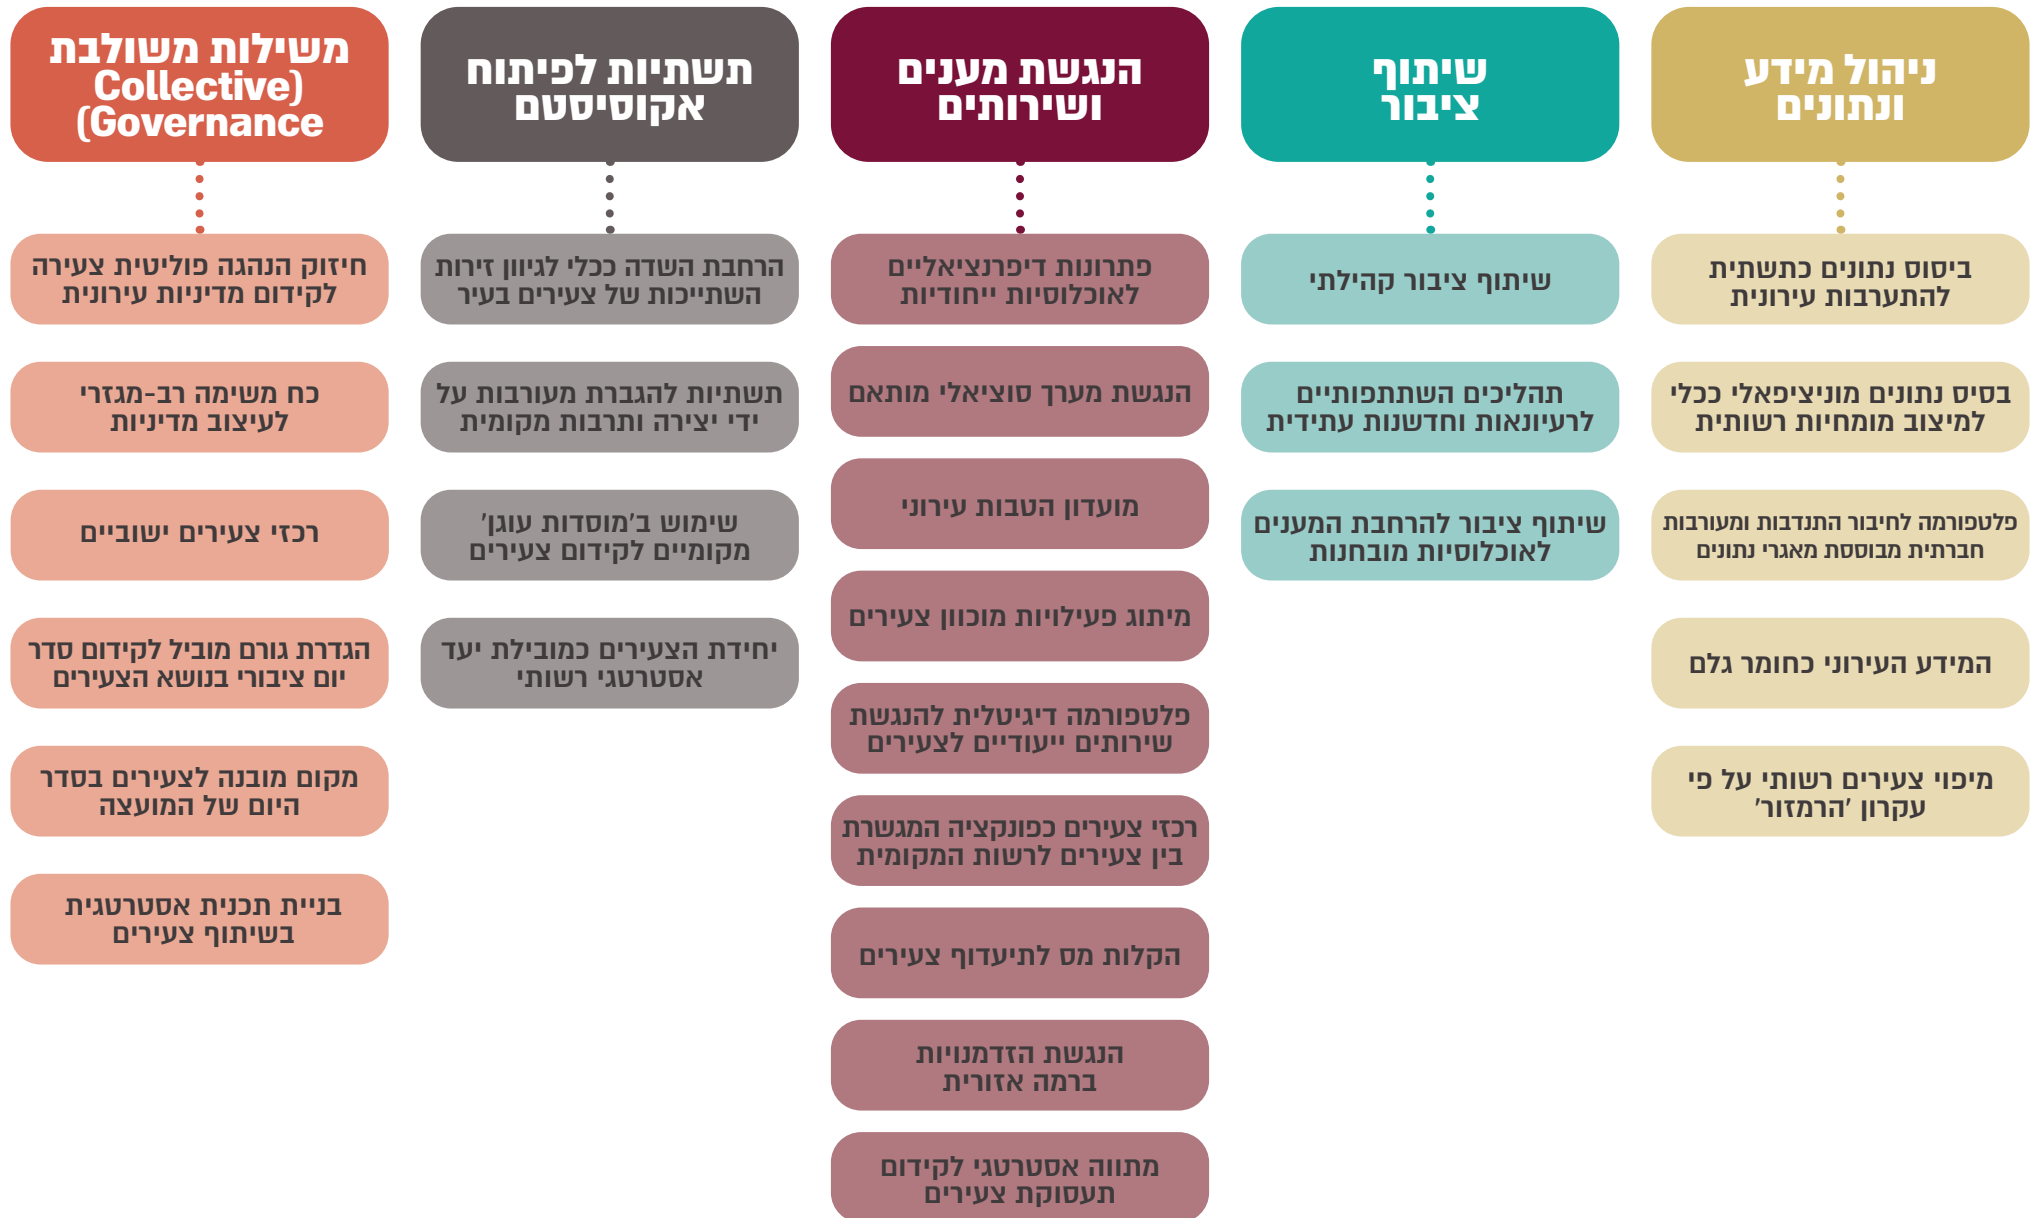 ניהול מידע
ונתונים
ביסוס נתונים כתשתית
להתערבות עירונית
בסיס נתונים מוניציפאלי ככלי
למיצוב מומחיות רשותית
פלטפורמה לחיבור התנדבות ומעורבות
חברתית מבוססת מאגרי נתונים
המידע העירוני כחומר גלם
מיפוי צעירים רשותי על פי
עקרון 'הרמזור'
שיתוף
ציבור
שיתוף ציבור קהילתי
תהליכים השתתפותיים
לרעיונאות וחדשנות עתידית
שיתוף ציבור להרחבת המענים
לאוכלוסיות מובחנות
הנגשת מענים
ושירותים
פתרונות דיפרנציאליים
לאוכלוסיות ייחודיות
הנגשת מערך סוציאלי מותאם
מועדון הטבות עירוני
מיתוג פעילויות מוכוון צעירים
פלטפורמה דיגיטלית להנגשת
שירותים ייעודיים לצעירים
רכזי צעירים כפונקציה המגשרת
בין צעירים לרשות המקומית
הקלות מס לתיעדוף צעירים
הנגשת הזדמנויות
ברמה אזורית
מתווה אסטרטגי לקידום
תעסוקת צעירים
תשתיות לפיתוח
אקוסיסטם
הרחבת השדה ככלי לגיוון זירות
השתייכות של צעירים בעיר
תשתיות להגברת מעורבות על
ידי יצירה ותרבות מקומית
שימוש ב'מוסדות עוגן'
מקומיים לקידום צעירים
יחידת הצעירים כמובילת יעד
אסטרטגי רשותי
משילות משולבת
(Collective
Governance)
חיזוק הנהגה פוליטית צעירה
לקידום מדיניות עירונית
כח משימה רב-מגזרי
לעיצוב מדיניות
רכזי צעירים ישוביים
הגדרת גורם מוביל לקידום סדר
יום ציבורי בנושא הצעירים
מקום מובנה לצעירים בסדר
היום של המועצה
בניית תכנית אסטרטגית
בשיתוף צעירים